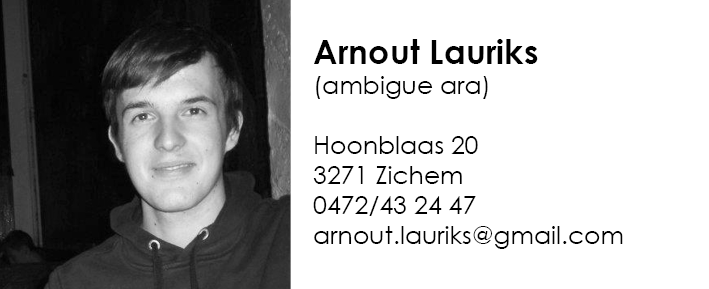 Arnout Lauriks
(ambigue ara)
Hoonblaas 20
3271 Zichem
0472/43 24 47
arnout.lauriks@gmail.com